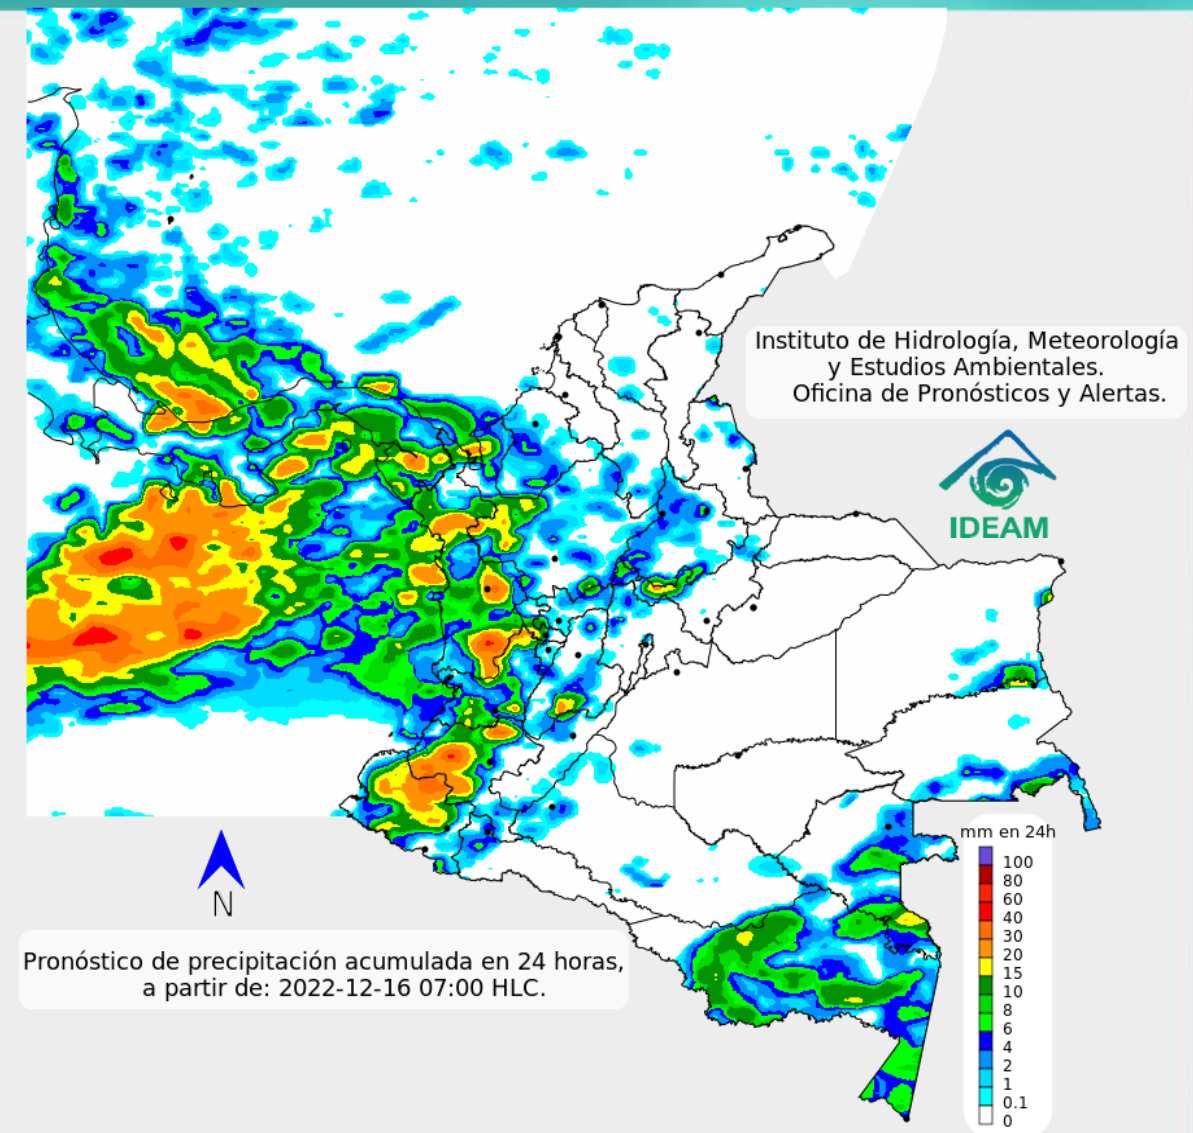 Instituto de Hidrología, Meteorología
y Estudios Ambientales.
Oficina de Pronósticos y Alertas.
IDEAM
mm en 24h
100
80
60
40
30
20
15
10
8
6
4
2
1
0.1
0
N
Pronóstico de precipitación acumulada en 24 horas,
a partir de: 2022-12-16 07:00 HLC.